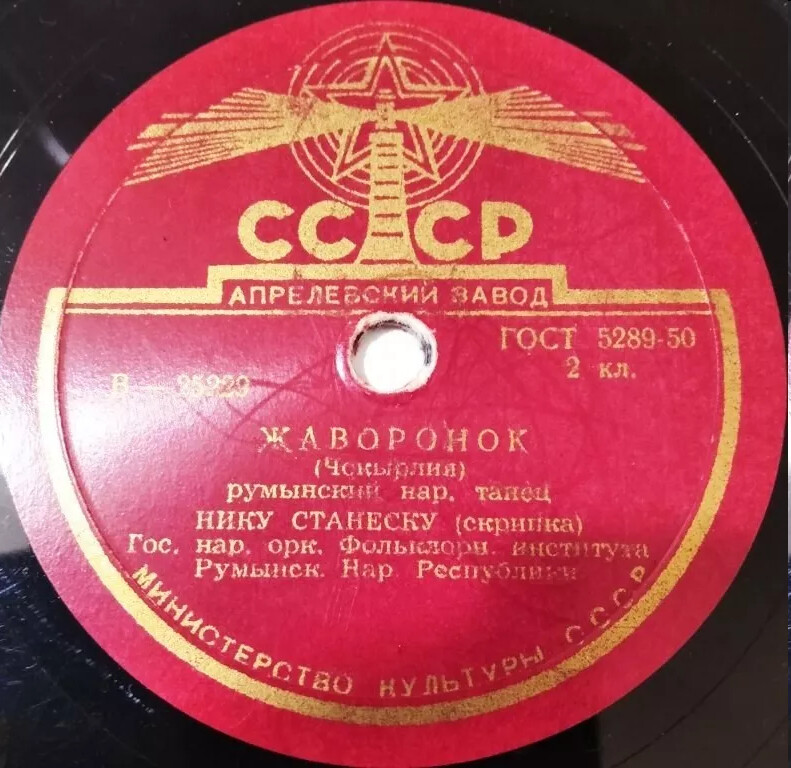 СССР
АПРЕЛЕВСКИЙ ЗАВОД
ГОСТ 5289-50
2 кл.
В — 25929
ЖАВОРОНОК
(Чокырлия)
румынский нар. танец
НИКУ СТАНЕСКУ (скрипка)
Гос. нар. орк. Фольклорн. института
Румынск. Нар. Республики
МИНИСТЕРСТВО КУЛЬТУРЫ СССР